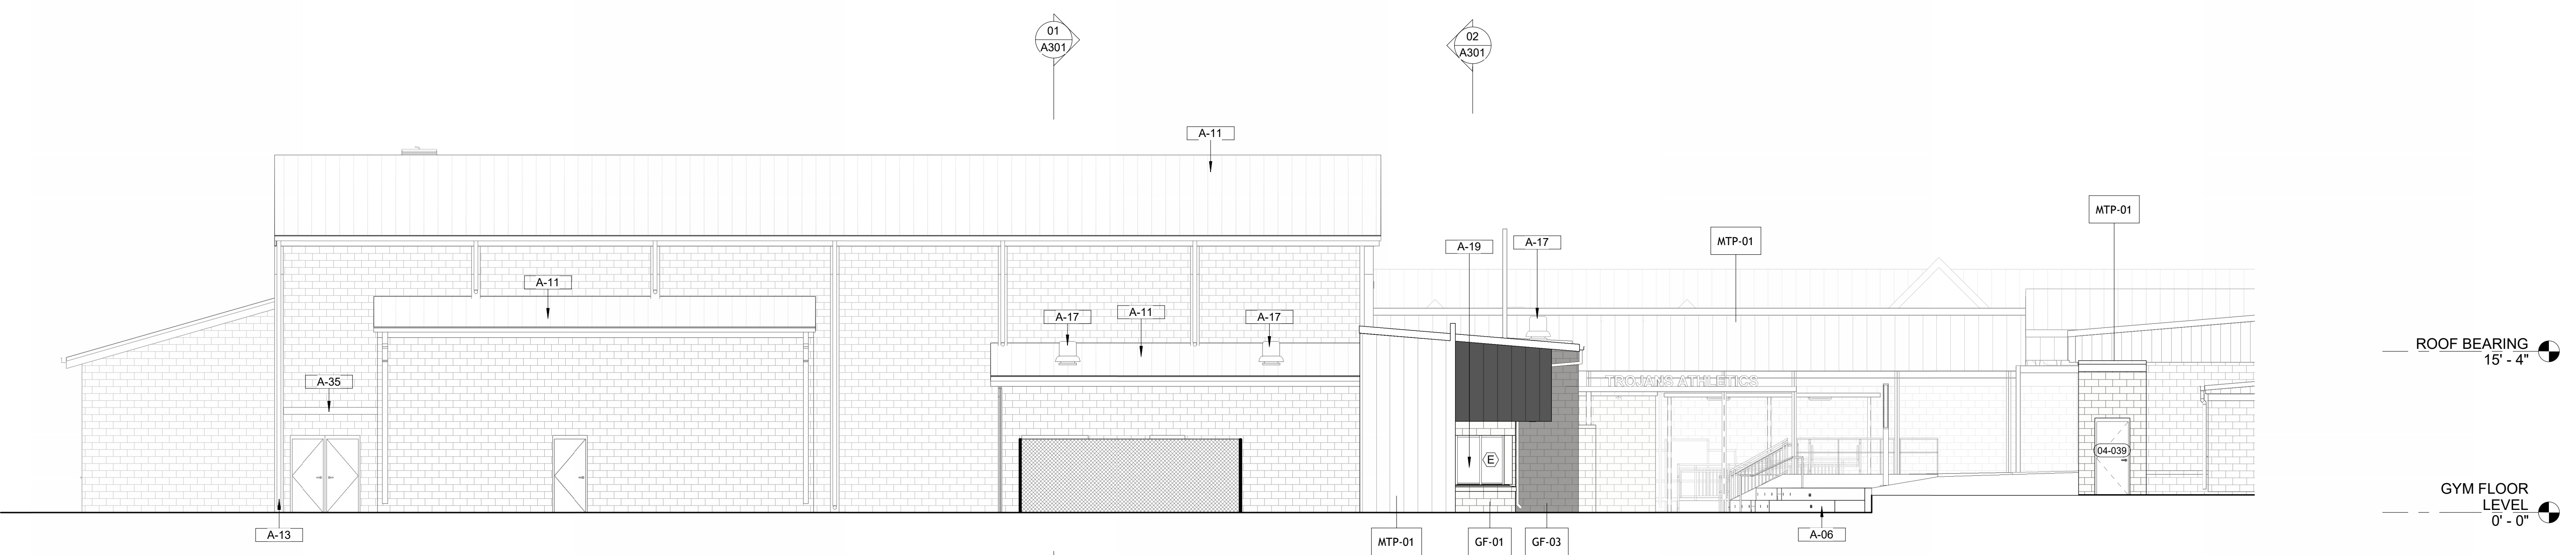 01
A301
02
A301
A-11
MTP-01
MTP-01
A-19
A-17
A-11
A-17
A-11
A-17
ROOF BEARING
15' - 4"
A-35
TROJANS ATHLETICS
04-039
E
GYM FLOOR
LEVEL
0' - 0"
A-13
MTP-01
GF-01
GF-03
A-06